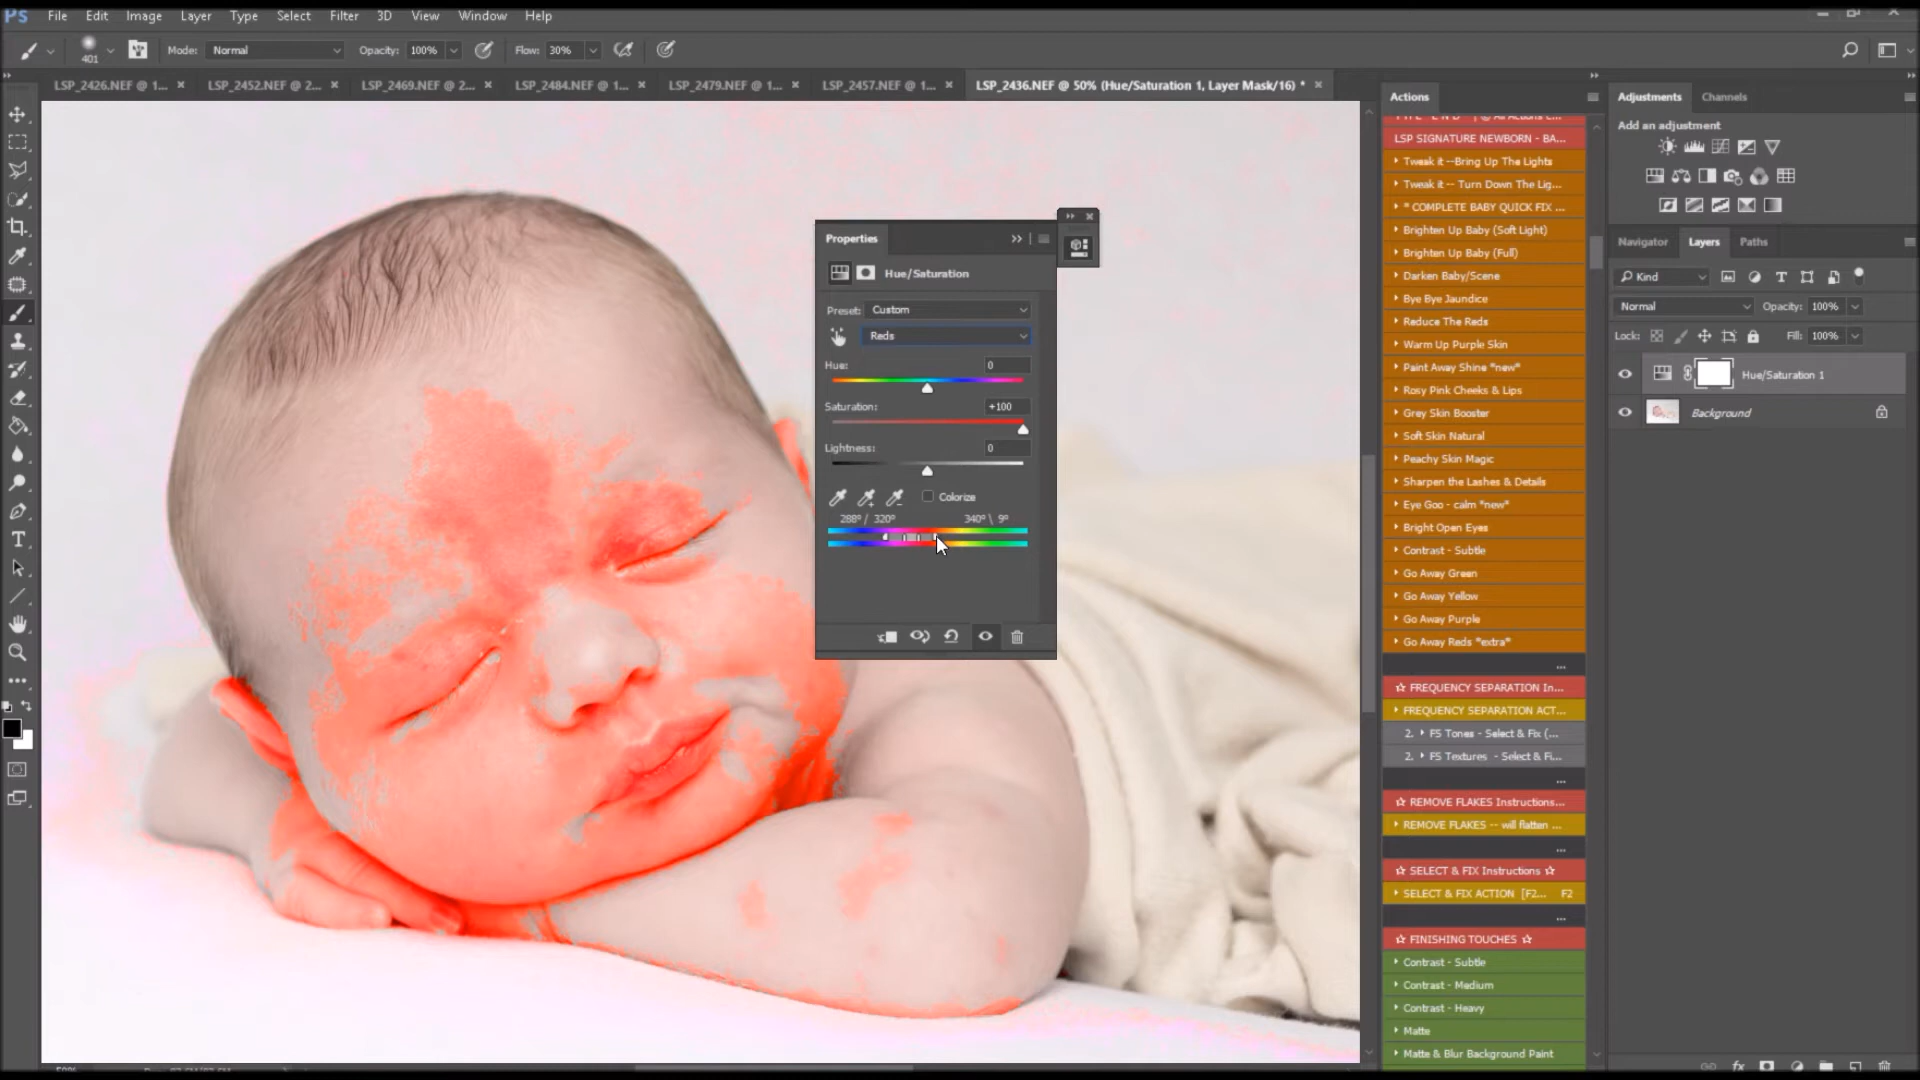 Ps File Edit Image Layer Type Select Filter 3D View Window Help
401 Mode: Normal Opacity: 100% Flow: 30%
LSP_2426.NEF @ 1... × LSP_2452.NEF @ 2... × LSP_2469.NEF @ 2... × LSP_2484.NEF @ 1... × LSP_2479.NEF @ 1... × LSP_2457.NEF @ 1... × LSP_2436.NEF @ 50% (Hue/Saturation 1, Layer Mask/16) * ×
Properties
Hue/Saturation
Preset: Custom
Reds
Hue: 0
Saturation: +100
Lightness: 0
Colorize
288°/ 320° 340°\ 9°
Actions
LSP SIGNATURE NEWBORN - BA...
Tweak it --Bring Up The Lights
Tweak it -- Turn Down The Lig...
* COMPLETE BABY QUICK FIX ...
Brighten Up Baby (Soft Light)
Brighten Up Baby (Full)
Darken Baby/Scene
Bye Bye Jaundice
Reduce The Reds
Warm Up Purple Skin
Paint Away Shine *new*
Rosy Pink Cheeks & Lips
Grey Skin Booster
Soft Skin Natural
Peachy Skin Magic
Sharpen the Lashes & Details
Eye Goo - calm *new*
Bright Open Eyes
Contrast - Subtle
Go Away Green
Go Away Yellow
Go Away Purple
Go Away Reds *extra*
...
☆ FREQUENCY SEPARATION In...
FREQUENCY SEPARATION ACT...
2. FS Tones - Select & Fix (...
2. FS Textures - Select & Fi...
...
☆ REMOVE FLAKES Instructions...
REMOVE FLAKES -- will flatten ...
...
☆ SELECT & FIX Instructions ☆
SELECT & FIX ACTION [F2... F2
...
☆ FINISHING TOUCHES ☆
Contrast - Subtle
Contrast - Medium
Contrast - Heavy
Matte
Matte & Blur Background Paint
Adjustments Channels
Add an adjustment
Navigator Layers Paths
Kind
Normal Opacity: 100%
Lock: Fill: 100%
Hue/Saturation 1
Background